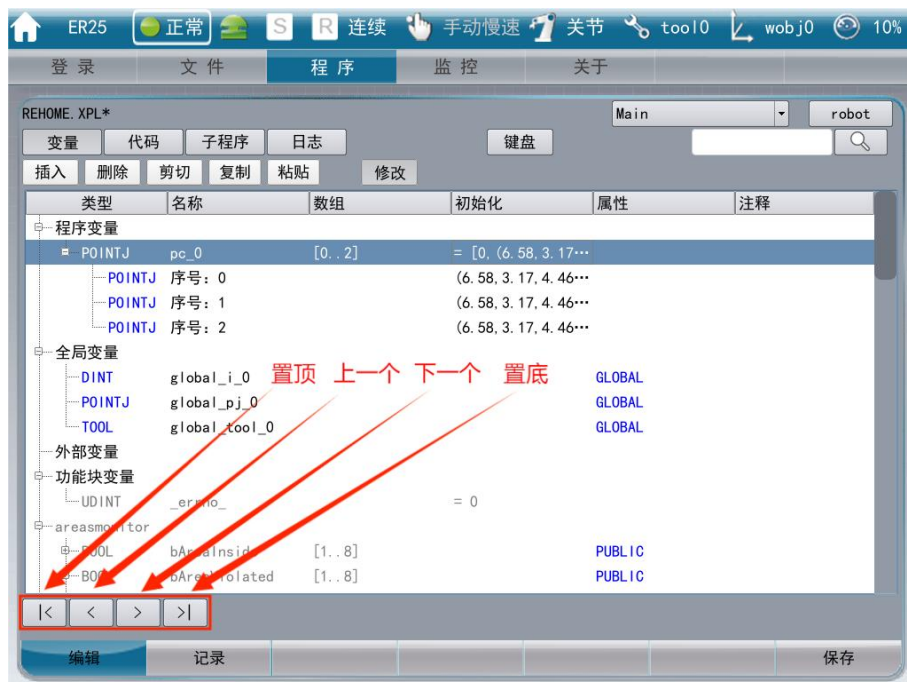 ER25 正常 S R 连续 手动慢速 关节 tool0 wobj0 10%
登录 文件 程序 监控 关于
REHOME.XPL* Main robot
变量 代码 子程序 日志 键盘
插入 删除 剪切 复制 粘贴 修改
类型 名称 数组 初始化 属性 注释
程序变量
POINTJ pc_0 [0..2] = [0, (6.58, 3.17…
POINTJ 序号: 0 (6.58, 3.17, 4.46…
POINTJ 序号: 1 (6.58, 3.17, 4.46…
POINTJ 序号: 2 (6.58, 3.17, 4.46…
全局变量
置顶 上一个 下一个 置底
DINT global_i_0 GLOBAL
POINTJ global_pj_0 GLOBAL
TOOL global_tool_0 GLOBAL
外部变量
功能块变量
UDINT _errno_ = 0
areasmonitor
BOOL bAreaInside [1..8] PUBLIC
BOOL bAreaViolated [1..8] PUBLIC
|< < > >|
编辑 记录 保存